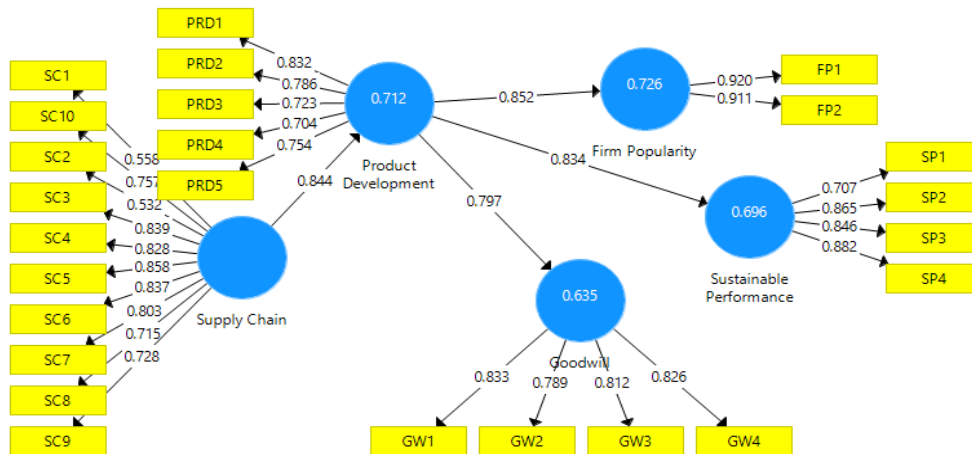 PRD1
PRD2
PRD3
PRD4
PRD5
0.832
0.786
0.723
0.704
0.754
SC1
SC10
SC2
SC3
SC4
SC5
SC6
SC7
SC8
SC9
0.558
0.757
0.532
0.839
0.828
0.858
0.837
0.803
0.715
0.728
Supply Chain
0.844
0.712
Product
Development
0.852
0.834
0.797
0.726
Firm Popularity
0.920
0.911
FP1
FP2
0.696
Sustainable
Performance
0.707
0.865
0.846
0.882
SP1
SP2
SP3
SP4
0.635
Goodwill
0.833
0.789
0.812
0.826
GW1
GW2
GW3
GW4